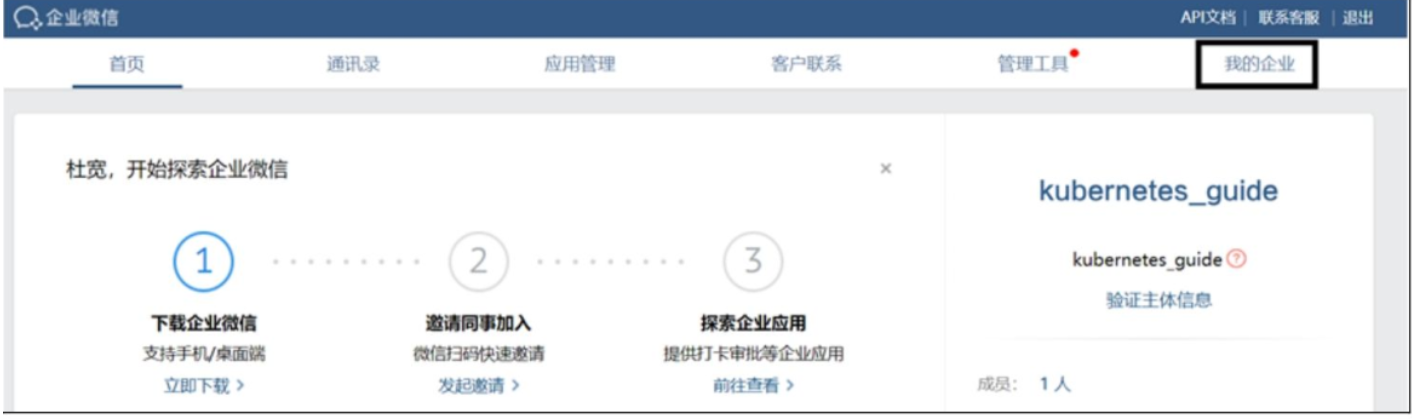 企业微信
API文档 | 联系客服 | 退出
首页 通讯录 应用管理 客户联系 管理工具 我的企业
杜宽，开始探索企业微信 ×
kubernetes_guide
kubernetes_guide ?
验证主体信息
1 2 3
下载企业微信 邀请同事加入 探索企业应用
支持手机/桌面端 微信扫码快速邀请 提供打卡审批等企业应用
立即下载 > 发起邀请 > 前往查看 >
成员： 1 人